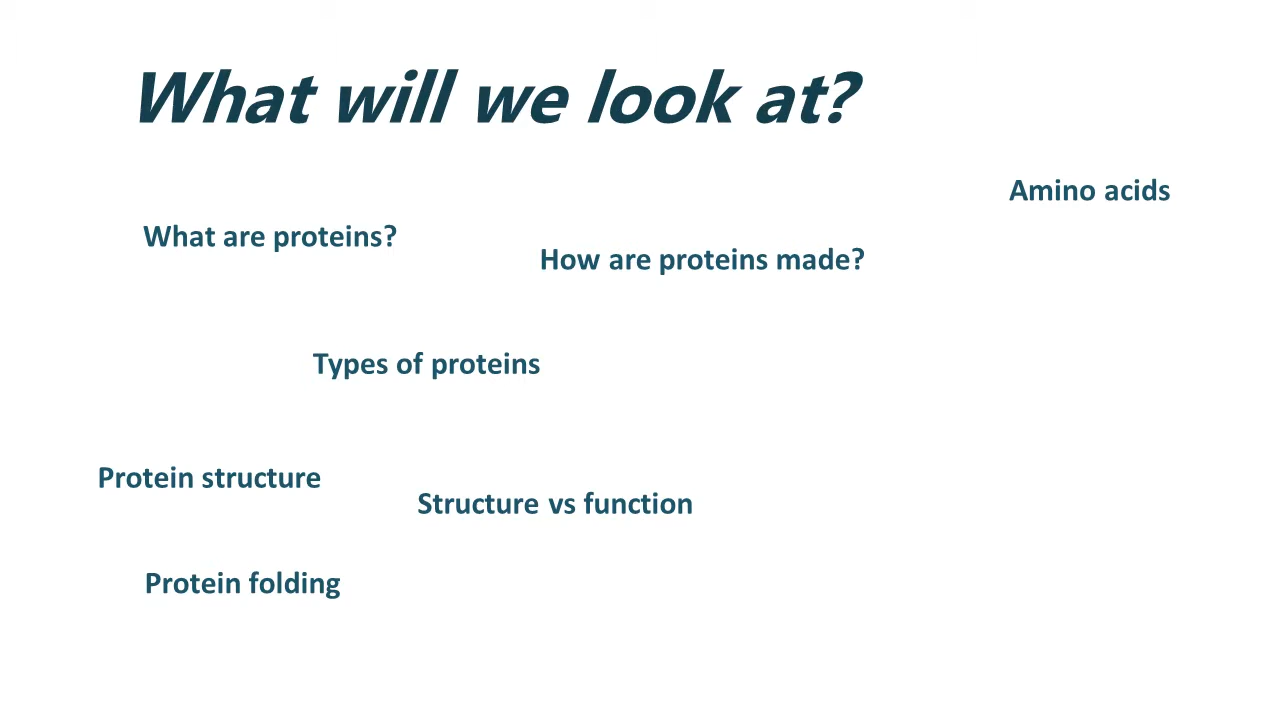 What will we look at?
Amino acids
What are proteins?
How are proteins made?
Types of proteins
Protein structure
Structure vs function
Protein folding